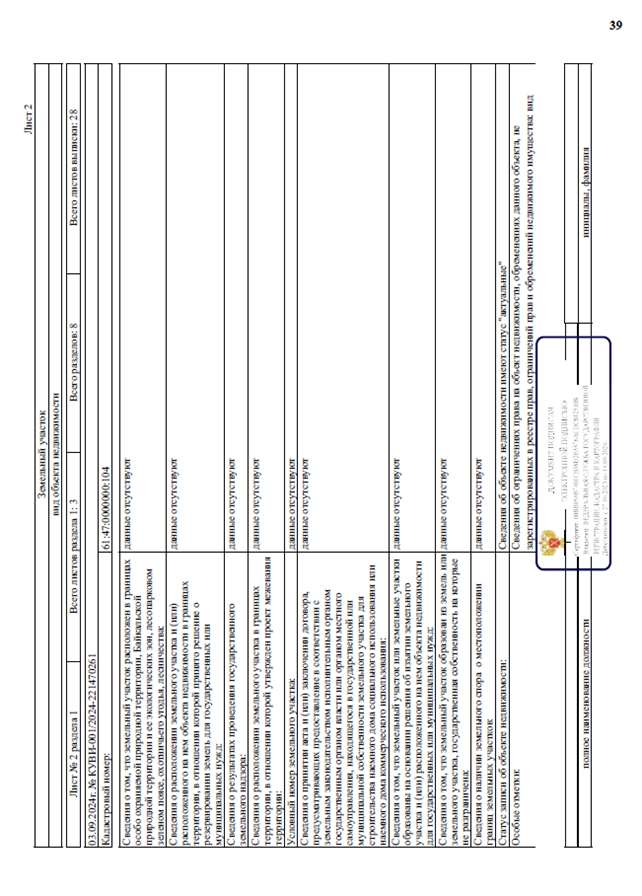 39
Лист 2
Земельный участок
вид объекта недвижимости
Лист № 2 раздела 1 Всего листов раздела 1: 3 Всего разделов: 8 Всего листов выписки: 28
03.09.2024г. № КУВИ-001/2024-221470261
Кадастровый номер: 61:47:0000000:104
Сведения о том, что земельный участок расположен в границах данные отсутствуют
особо охраняемой природной территории, Байкальской
природной территории и ее экологических зон, лесопарковом
зеленом поясе, охотничьего угодья, лесничества:
Сведения о расположении земельного участка и (или) данные отсутствуют
расположенного на нем объекта недвижимости в границах
территории, в отношении которой принято решение о
резервировании земель для государственных или
муниципальных нужд:
Сведения о результатах проведения государственного данные отсутствуют
земельного надзора:
Сведения о расположении земельного участка в границах данные отсутствуют
территории, в отношении которой утвержден проект межевания
территории:
Условный номер земельного участка: данные отсутствуют
Сведения о принятии акта и (или) заключении договора, данные отсутствуют
предусматривающих предоставление в соответствии с
земельным законодательством исполнительным органом
государственным органом власти или органом местного
самоуправления, находящегося в государственной или
муниципальной собственности земельного участка для
строительства наемного дома социального использования или
наемного дома коммерческого использования:
Сведения о том, что земельный участок или земельные участки данные отсутствуют
образованы на основании решения об изъятии земельного
участка и (или) расположенного на нем объекта недвижимости
для государственных или муниципальных нужд:
Сведения о том, что земельный участок образован из земель или данные отсутствуют
земельного участка, государственная собственность на которые
не разграничена:
Сведения о наличии земельного спора о местоположении данные отсутствуют
границ земельных участков:
Статус записи об объекте недвижимости: Сведения об объекте недвижимости имеют статус "актуальные"
Особые отметки: Сведения об ограничениях права на объект недвижимости, обременениях данного объекта, не
зарегистрированных в реестре прав, ограничений прав и обременений недвижимого имущества: вид
ДОКУМЕНТ ПОДПИСАН
ЭЛЕКТРОННОЙ ПОДПИСЬЮ
полное наименование должности инициалы, фамилия